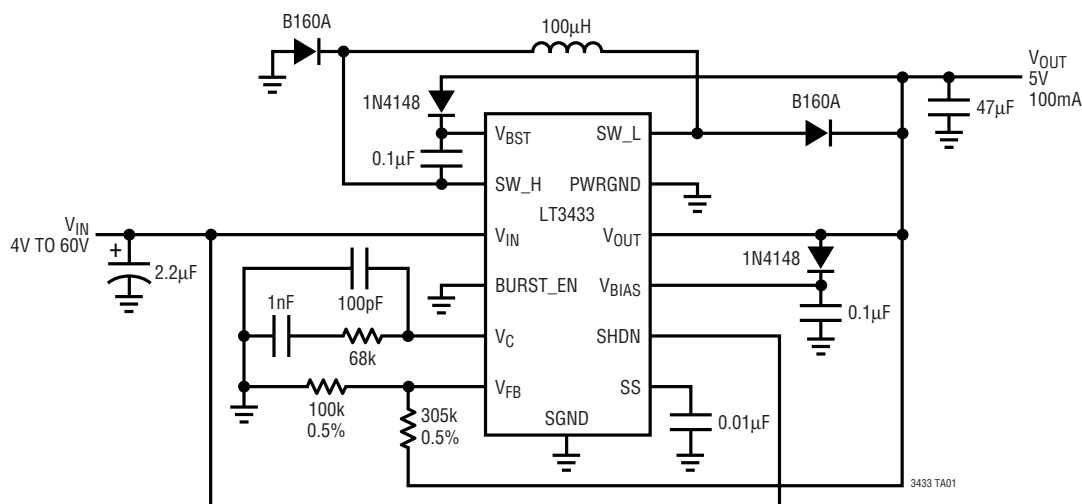 B160A
100µH
VOUT
5V
100mA
1N4148
B160A
47µF
VBST
SW_L
0.1µF
SW_H
PWRGND
LT3433
VIN
4V TO 60V
VIN
VOUT
+
2.2µF
1N4148
BURST_EN
VBIAS
100pF
1nF
0.1µF
VC
SHDN
68k
VFB
SS
100k
0.5%
305k
0.5%
SGND
0.01µF
3433 TA01